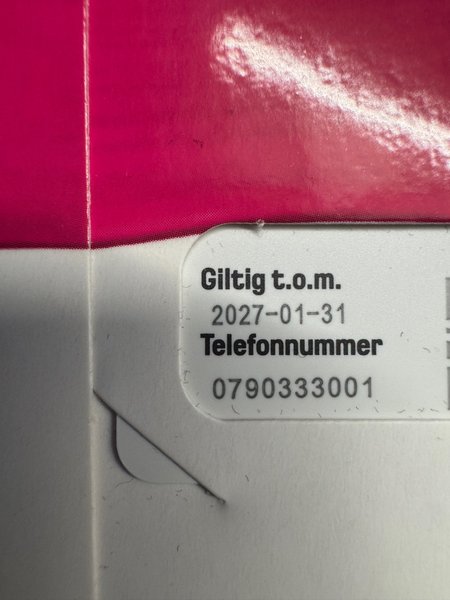 Giltig t.o.m.
2027-01-31
Telefonnummer
0790333001